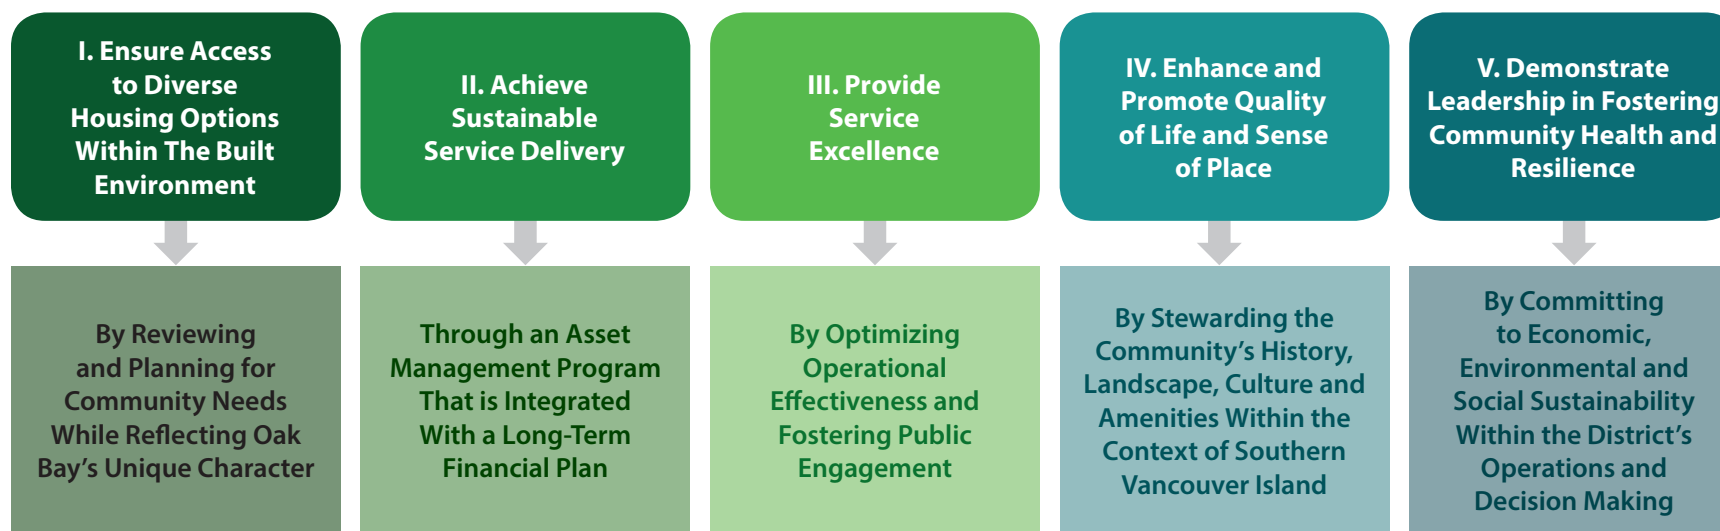 I. Ensure Access
to Diverse
Housing Options
Within The Built
Environment
II. Achieve
Sustainable
Service Delivery
III. Provide
Service
Excellence
IV. Enhance and
Promote Quality
of Life and Sense
of Place
V. Demonstrate
Leadership in Fostering
Community Health and
Resilience
By Reviewing
and Planning for
Community Needs
While Reflecting Oak
Bay’s Unique Character
Through an Asset
Management Program
That is Integrated
With a Long-Term
Financial Plan
By Optimizing
Operational
Effectiveness and
Fostering Public
Engagement
By Stewarding the
Community’s History,
Landscape, Culture and
Amenities Within the
Context of Southern
Vancouver Island
By Committing
to Economic,
Environmental and
Social Sustainability
Within the District’s
Operations and
Decision Making